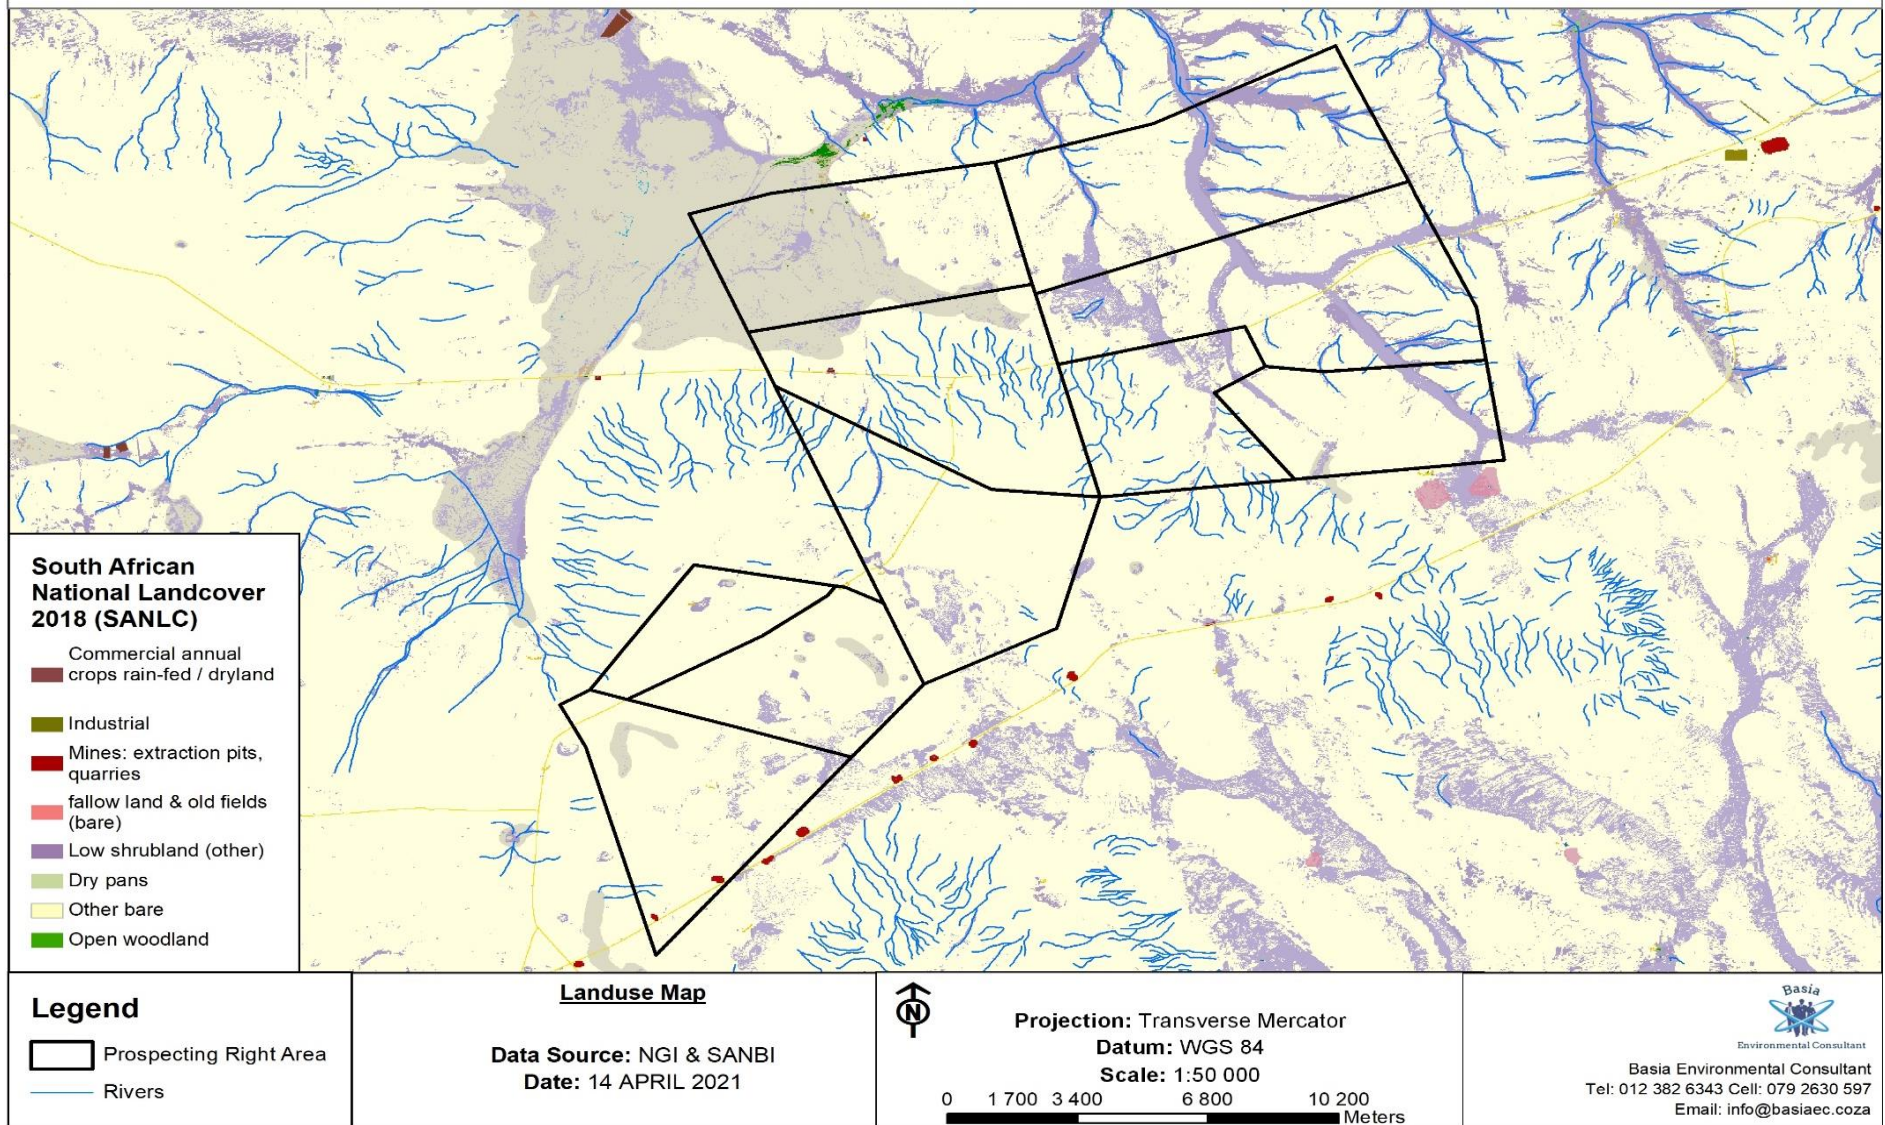 South African
National Landcover
2018 (SANLC)
Commercial annual
crops rain-fed / dryland
Industrial
Mines: extraction pits,
quarries
fallow land & old fields
(bare)
Low shrubland (other)
Dry pans
Other bare
Open woodland
Legend
Prospecting Right Area
Rivers
Landuse Map
Data Source: NGI & SANBI
Date: 14 APRIL 2021
N
Projection: Transverse Mercator
Datum: WGS 84
Scale: 1:50 000
0 1 700 3 400 6 800 10 200
Meters
Basia
Environmental Consultant
Basia Environmental Consultant
Tel: 012 382 6343 Cell: 079 2630 597
Email: info@basiaec.coza